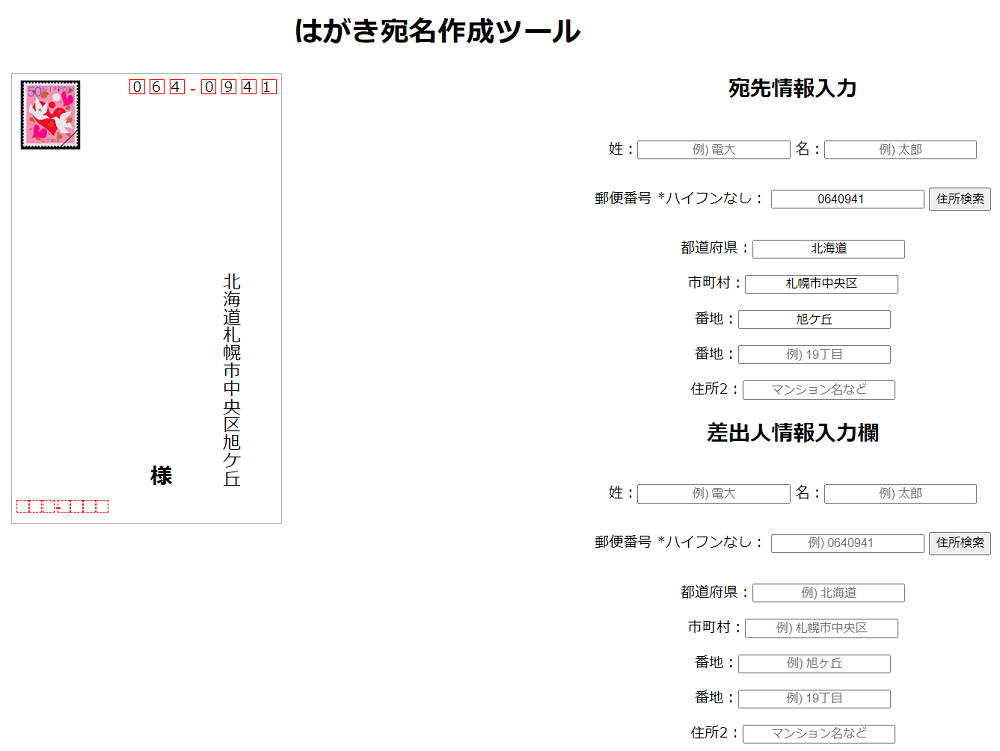 はがき宛名作成ツール
50
064-0941
北海道札幌市中央区旭ケ丘
様
-
宛先情報入力
姓：例) 電大 名：例) 太郎
郵便番号 *ハイフンなし： 0640941 住所検索
都道府県：北海道
市町村：札幌市中央区
番地：旭ケ丘
番地：例) 19丁目
住所2：マンション名など
差出人情報入力欄
姓：例) 電大 名：例) 太郎
郵便番号 *ハイフンなし： 例) 0640941 住所検索
都道府県：例) 北海道
市町村：例) 札幌市中央区
番地：例) 旭ヶ丘
番地：例) 19丁目
住所2：マンション名など